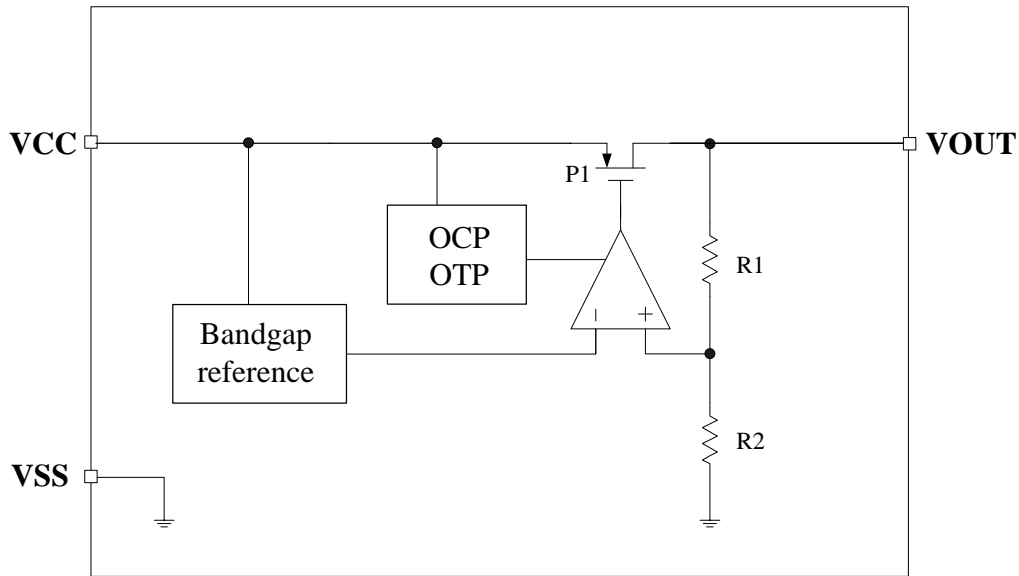 VCC
VOUT
P1
OCP
OTP
R1
− +
Bandgap
reference
R2
VSS